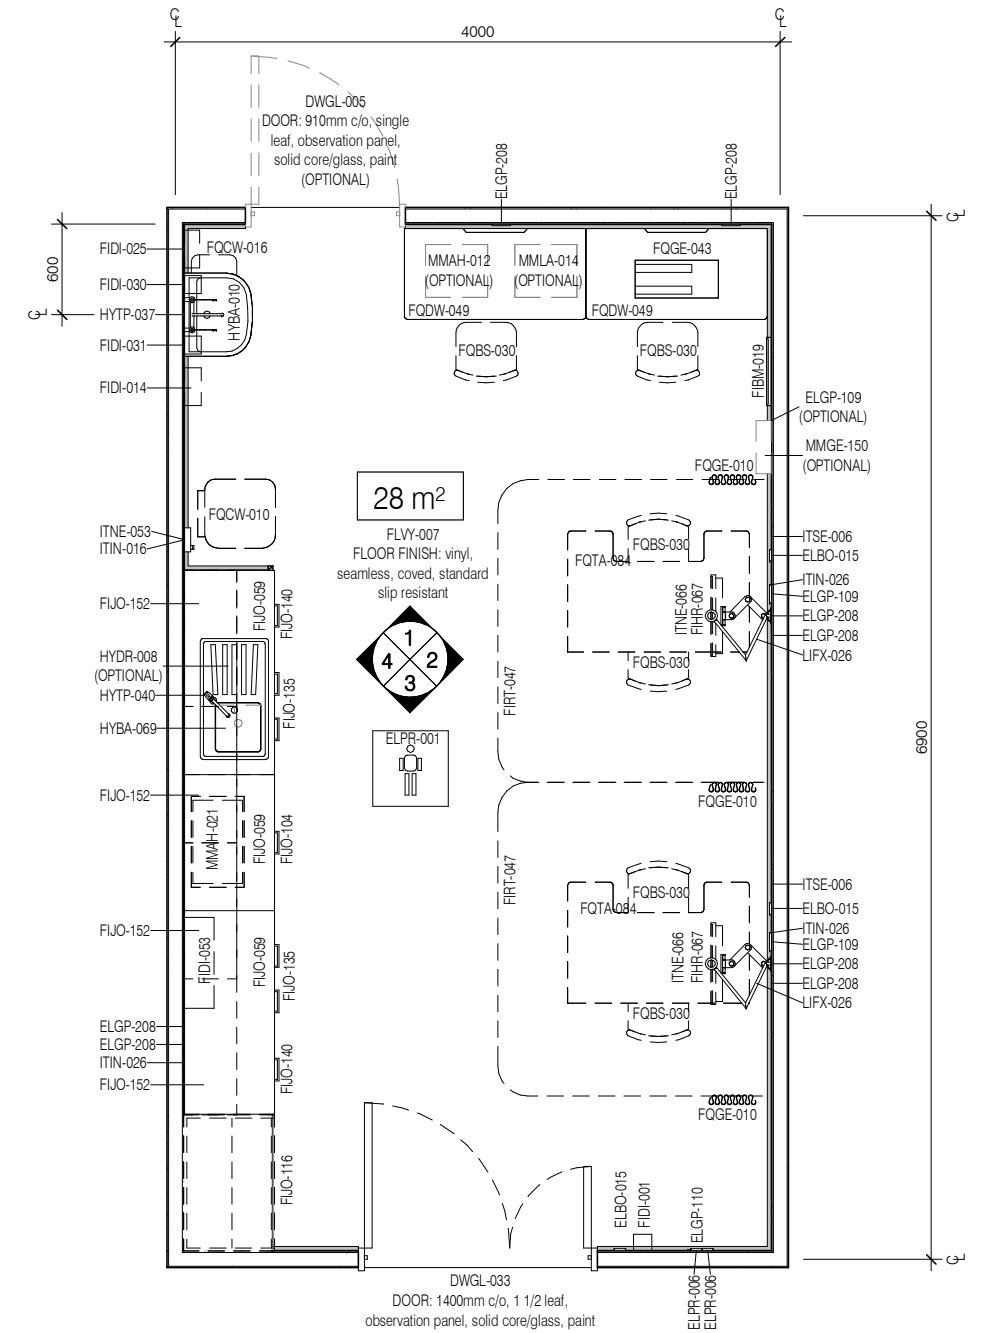 ℄
℄
4000
DWGL-005
DOOR: 910mm c/o, single
leaf, observation panel,
solid core/glass, paint
(OPTIONAL)
ELGP-208
ELGP-208
℄
600
℄
FIDI-025
FQCW-016
FIDI-030
HYBA-010
HYTP-037
FIDI-031
FIDI-014
MMAH-012
(OPTIONAL)
MMLA-014
(OPTIONAL)
FQGE-043
FQDW-049
FQDW-049
FQBS-030
FQBS-030
FIBM-019
ELGP-109
(OPTIONAL)
MMGE-150
(OPTIONAL)
FQGE-010
28 m²
FLVY-007
FLOOR FINISH: vinyl,
seamless, coved, standard
slip resistant
FQCW-010
ITNE-053
ITIN-016
FQBS-030
FQTA-084
ITSE-006
ELBO-015
ITIN-026
ELGP-109
ELGP-208
ELGP-208
LIFX-026
ITNE-066
FIHR-067
FQBS-030
FIRT-047
FIJO-152
FIJO-059
FIJO-140
HYDR-008
(OPTIONAL)
HYTP-040
HYBA-069
FIJO-135
1
4 2
3
ELPR-001
6900
FIJO-152
MMAH-021
FIJO-059
FIJO-104
FQGE-010
FIRT-047
FQBS-030
FQTA-084
ITSE-006
ELBO-015
ITIN-026
ELGP-109
ELGP-208
ELGP-208
LIFX-026
ITNE-066
FIHR-067
FQBS-030
FIJO-152
FIDI-053
FIJO-059
FIJO-135
ELGP-208
ELGP-208
ITIN-026
FIJO-152
FIJO-140
FQGE-010
FIJO-116
ELBO-015
FIDI-001
ELGP-110
℄
DWGL-033
DOOR: 1400mm c/o, 1 1/2 leaf,
observation panel, solid core/glass, paint
ELPR-006
ELPR-006